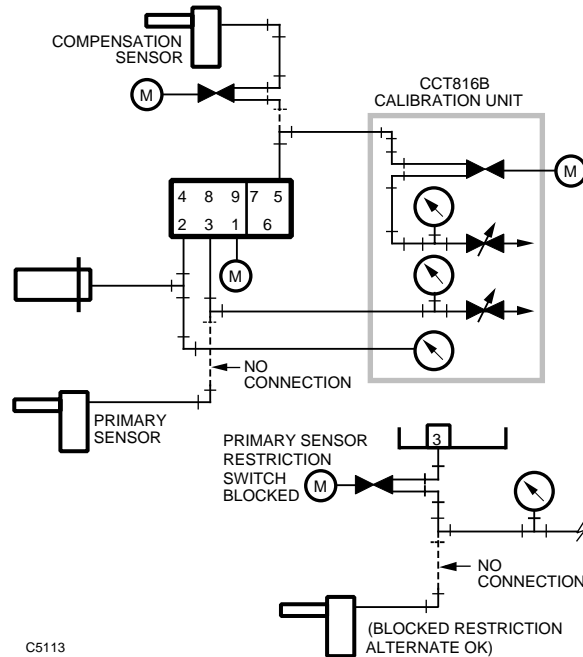 COMPENSATION
SENSOR
M
CCT816B
CALIBRATION UNIT
M
4 8 9 7 5
2 3 1 6
M
NO
CONNECTION
PRIMARY
SENSOR
PRIMARY SENSOR
RESTRICTION
SWITCH
BLOCKED
M
3
NO
CONNECTION
(BLOCKED RESTRICTION
ALTERNATE OK)
C5113